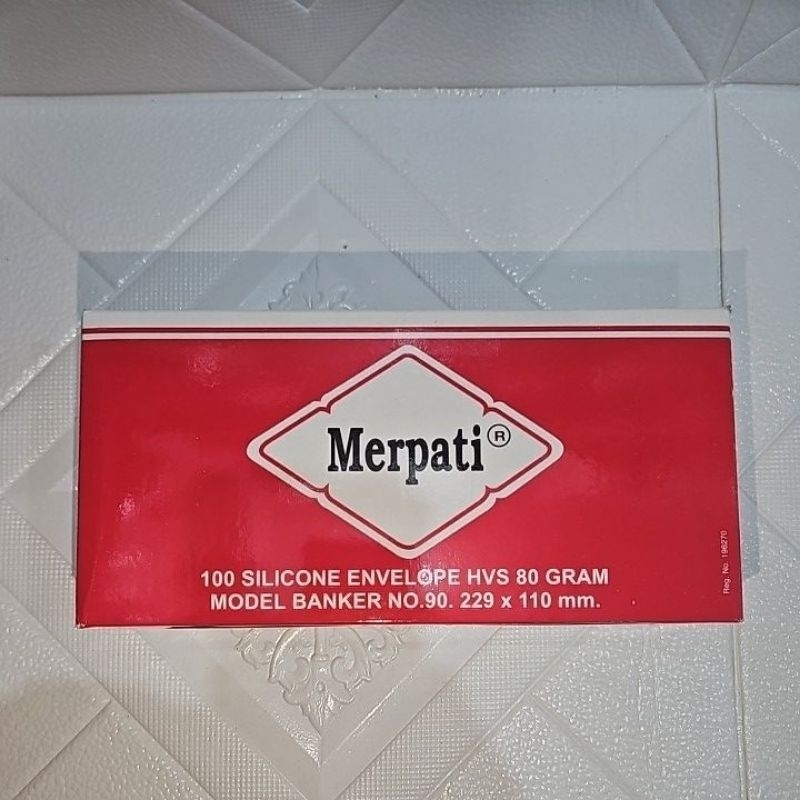 Merpati®
100 SILICONE ENVELOPE HVS 80 GRAM
MODEL BANKER NO.90. 229 x 110 mm.
Reg. No. 196270